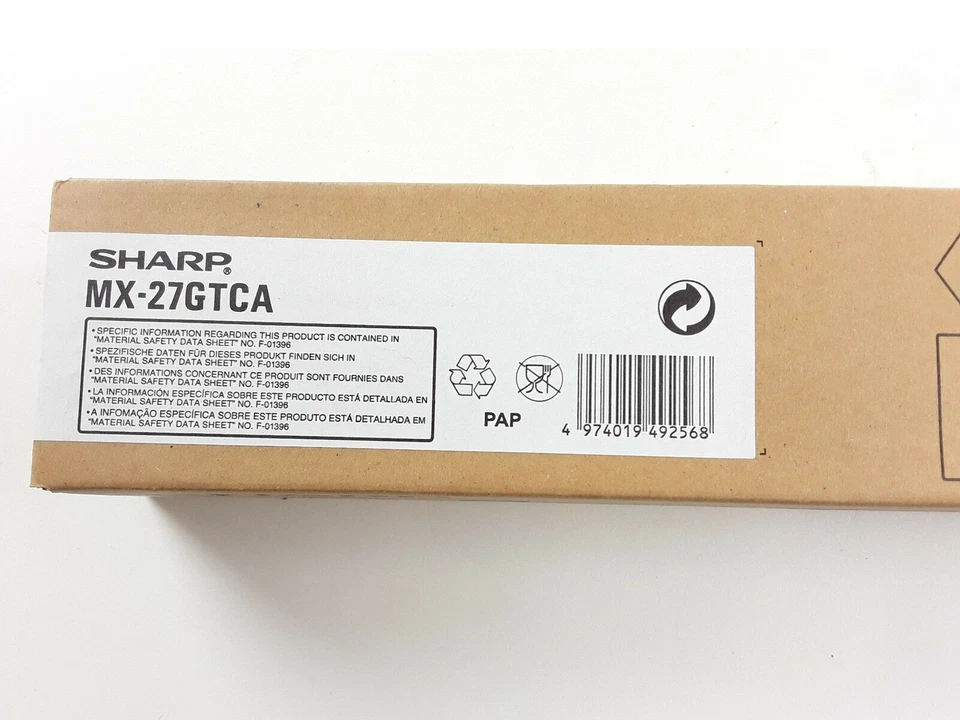 SHARP®
MX-27GTCA
• SPECIFIC INFORMATION REGARDING THIS PRODUCT IS CONTAINED IN
"MATERIAL SAFETY DATA SHEET" NO. F-01396
• SPEZIFISCHE DATEN FÜR DIESES PRODUKT FINDEN SICH IN
"MATERIAL SAFETY DATA SHEET" NO. F-01396
• DES INFORMATIONS CONCERNANT CE PRODUIT SONT FOURNIES DANS
"MATERIAL SAFETY DATA SHEET" NO. F-01396
• LA INFORMACIÓN ESPECÍFICA SOBRE ESTE PRODUCTO ESTÁ DETALLADA EN
"MATERIAL SAFETY DATA SHEET" NO. F-01396
• A INFOMAÇÃO ESPECÍFICA SOBRE ESTE PRODUTO ESTÁ DETALHADA EM
"MATERIAL SAFETY DATA SHEET" NO. F-01396
PAP
4 974019 492568